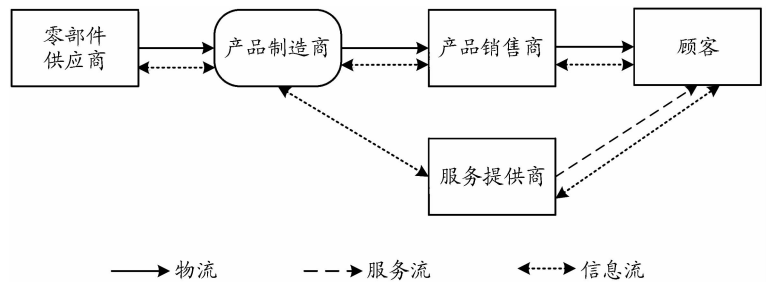 零部件
供应商
产品制造商
产品销售商
顾客
服务提供商
物流
服务流
信息流